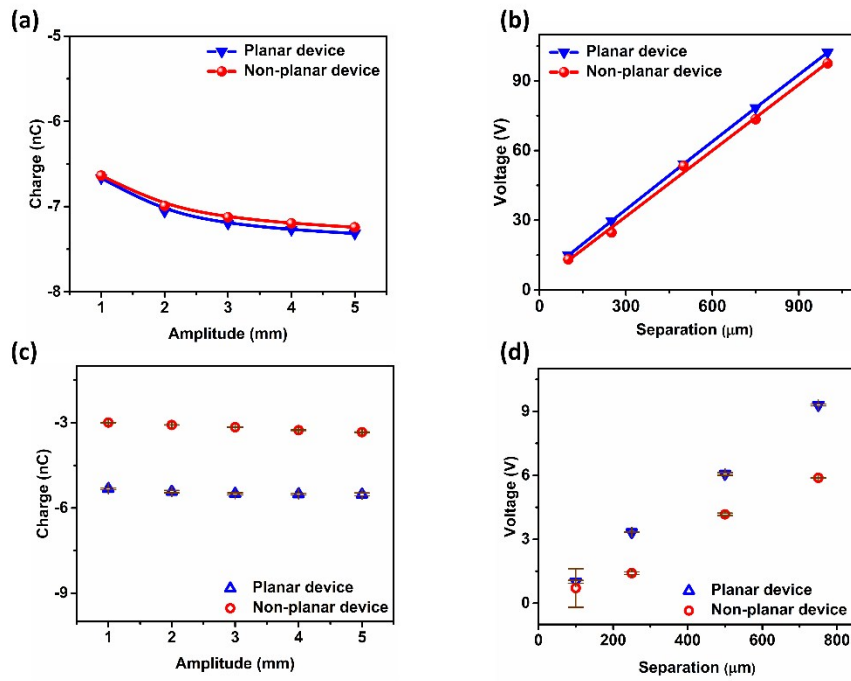 (a)
-5
-6
-7
-8
Charge (nC)
Planar device
Non-planar device
1 2 3 4 5
Amplitude (mm)
(b)
90
60
30
0
Voltage (V)
Planar device
Non-planar device
0 300 600 900
Separation (μm)
(c)
-3
-6
-9
Charge (nC)
Planar device
Non-planar device
1 2 3 4 5
Amplitude (mm)
(d)
9
6
3
0
Voltage (V)
Planar device
Non-planar device
0 200 400 600 800
Separation (μm)